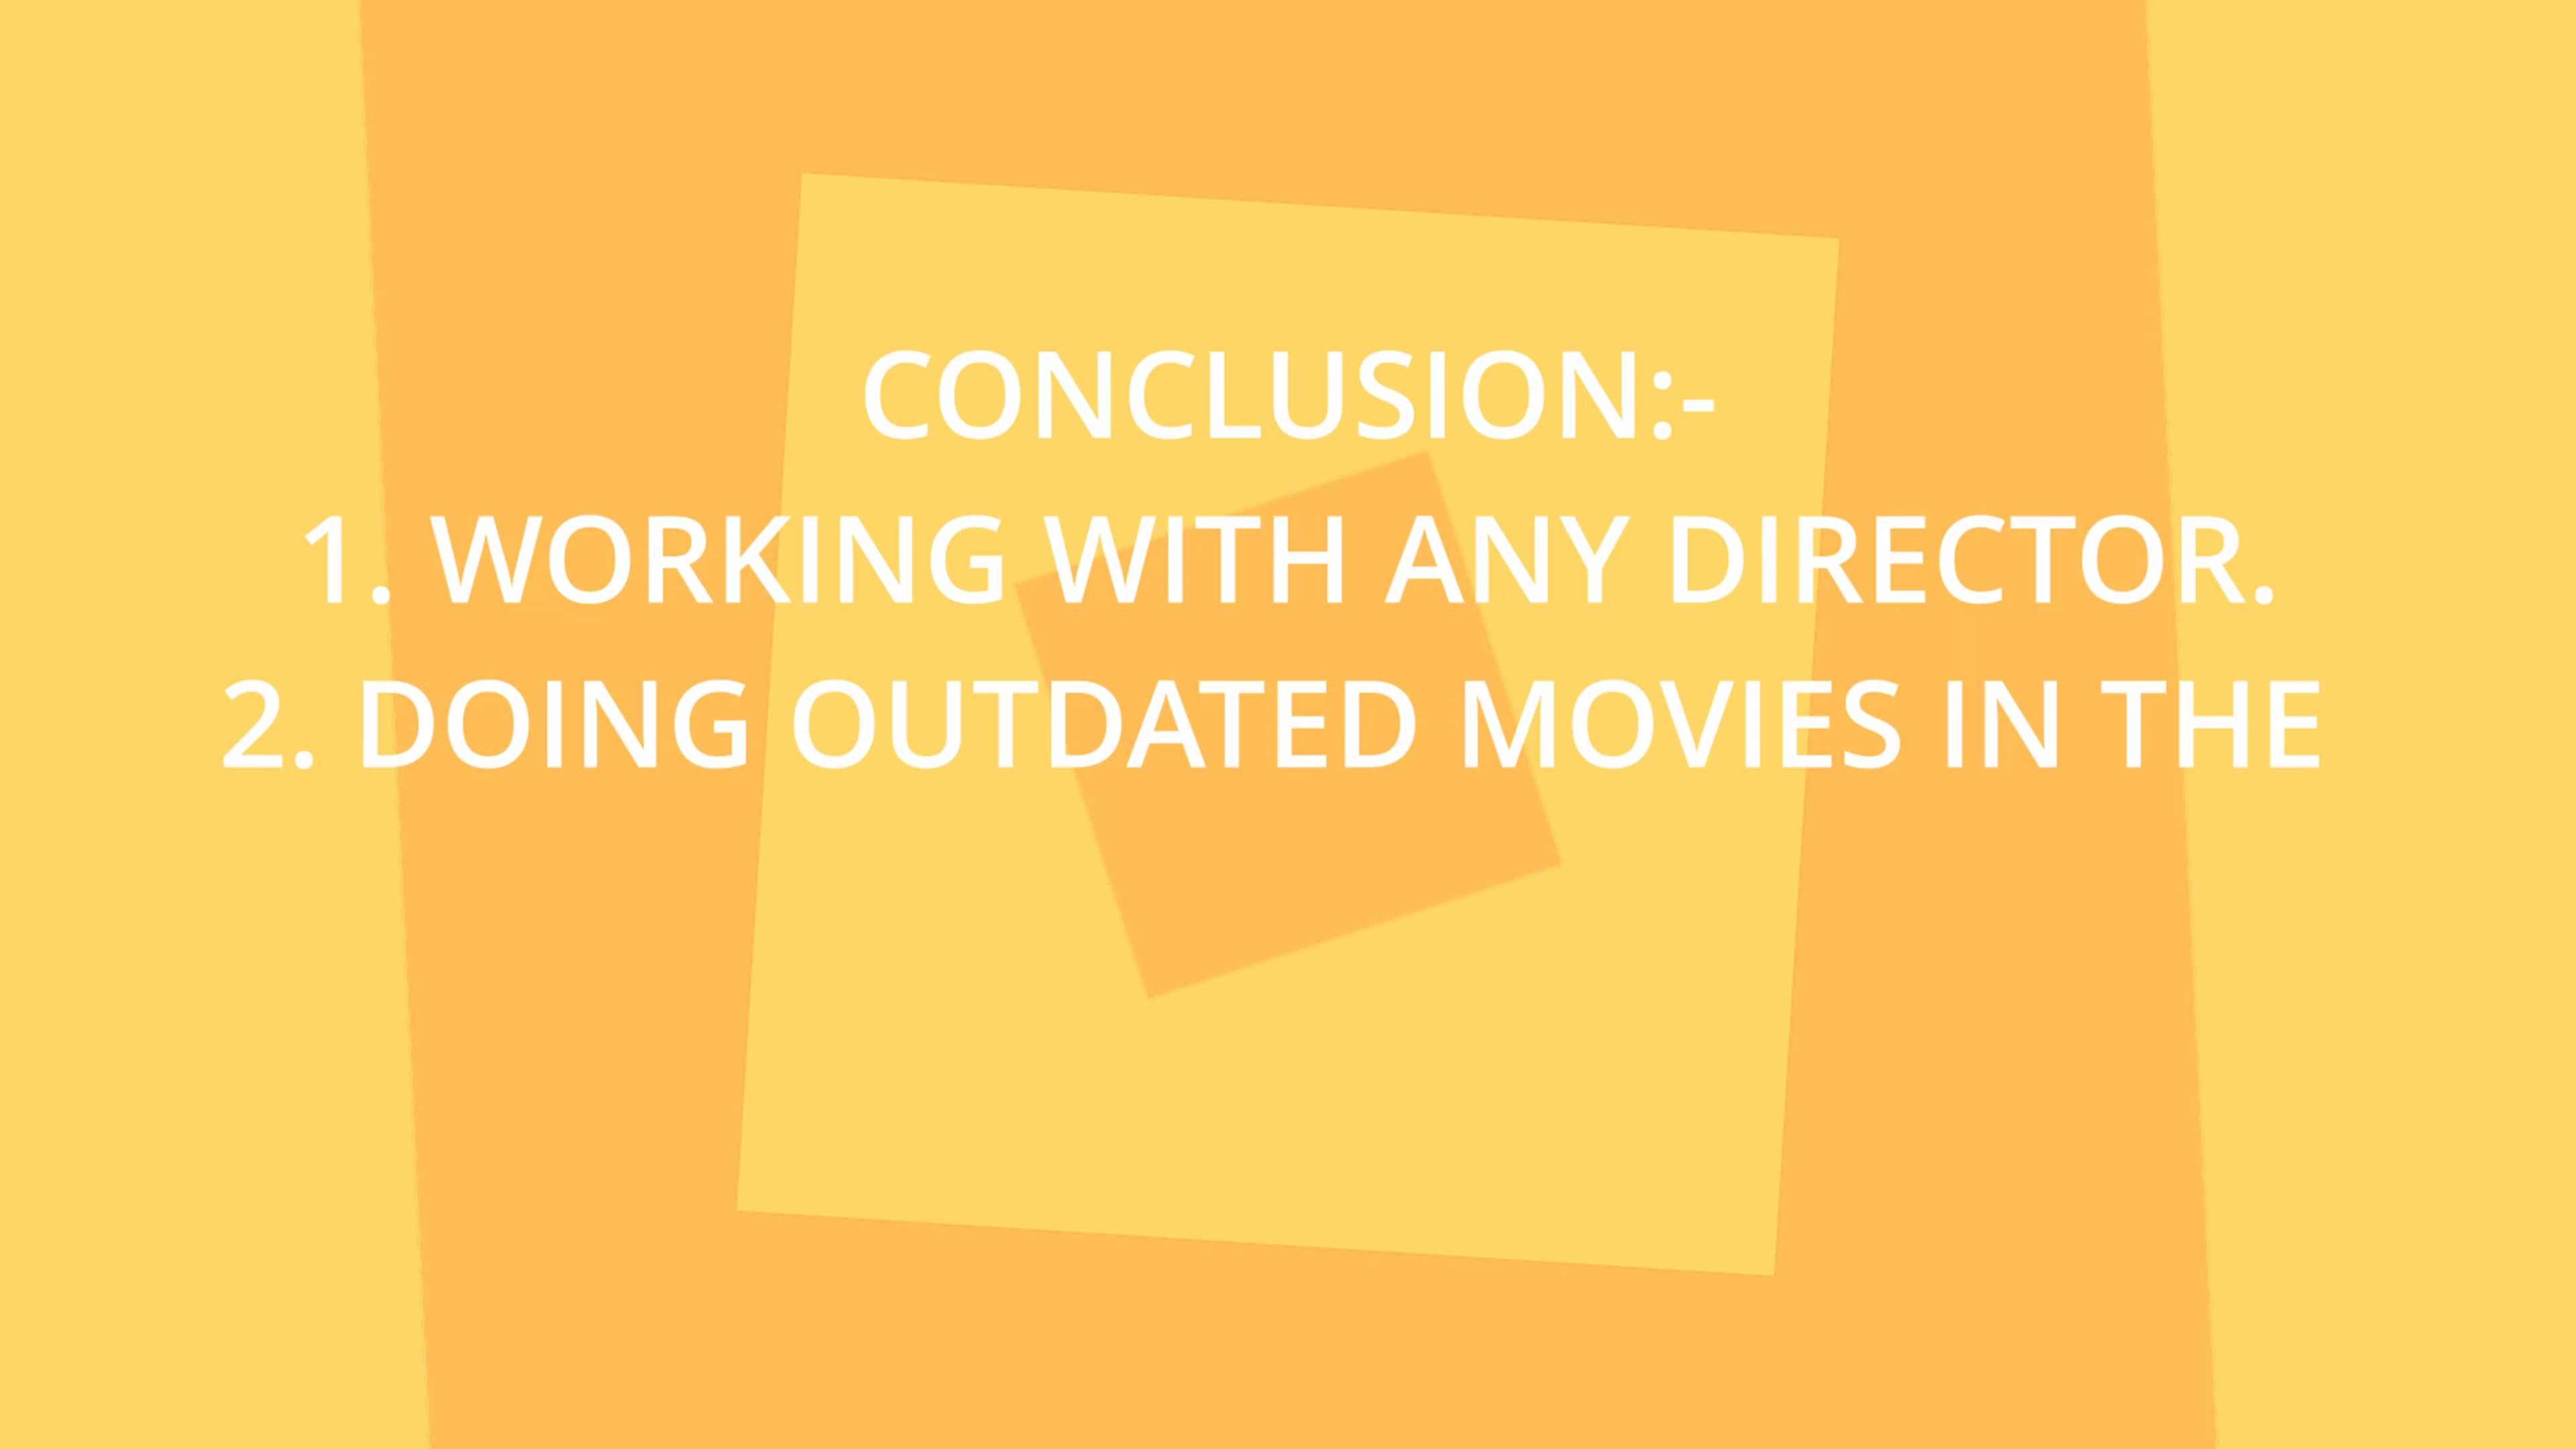 CONCLUSION:-
1. WORKING WITH ANY DIRECTOR.
2. DOING OUTDATED MOVIES IN THE